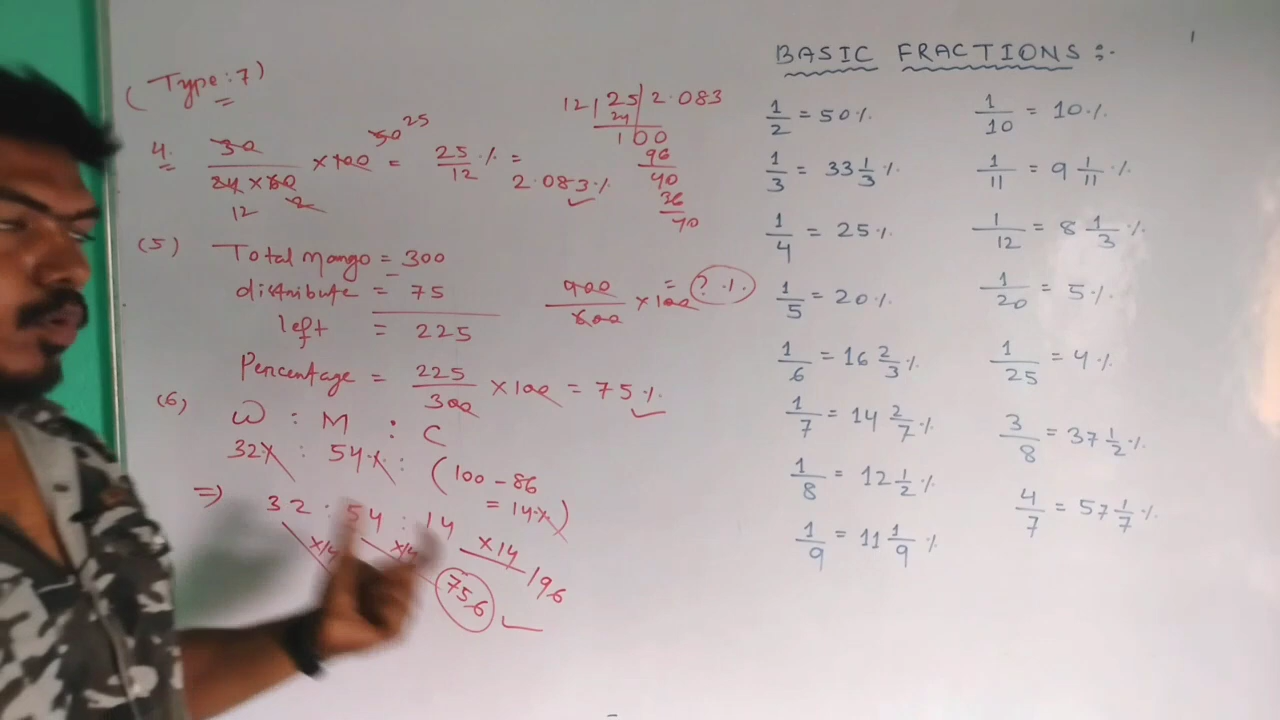 (Type:7)
4. 30 / 24 × 60 × 100 = 25/12 % =
12 2
50 25
2.083%
12 | 25 | 2.083
24
100
96
40
36
40
(5) Total mango = 300
distribute = 75
left = 225
Percentage = 225/300 × 100 = 75%
900/600 × 100 = ? %
(6) W : M : C
32% : 54% : (100 - 86
= 14%)
⇒ 32 : 54 : 14
×14 ×14 ×14
756 196
BASIC FRACTIONS :-
1/2 = 50%
1/3 = 33 1/3 %
1/4 = 25%
1/5 = 20%
1/6 = 16 2/3 %
1/7 = 14 2/7 %
1/8 = 12 1/2 %
1/9 = 11 1/9 %
1/10 = 10%
1/11 = 9 1/11 %
1/12 = 8 1/3 %
1/20 = 5%
1/25 = 4%
3/8 = 37 1/2 %
4/7 = 57 1/7 %